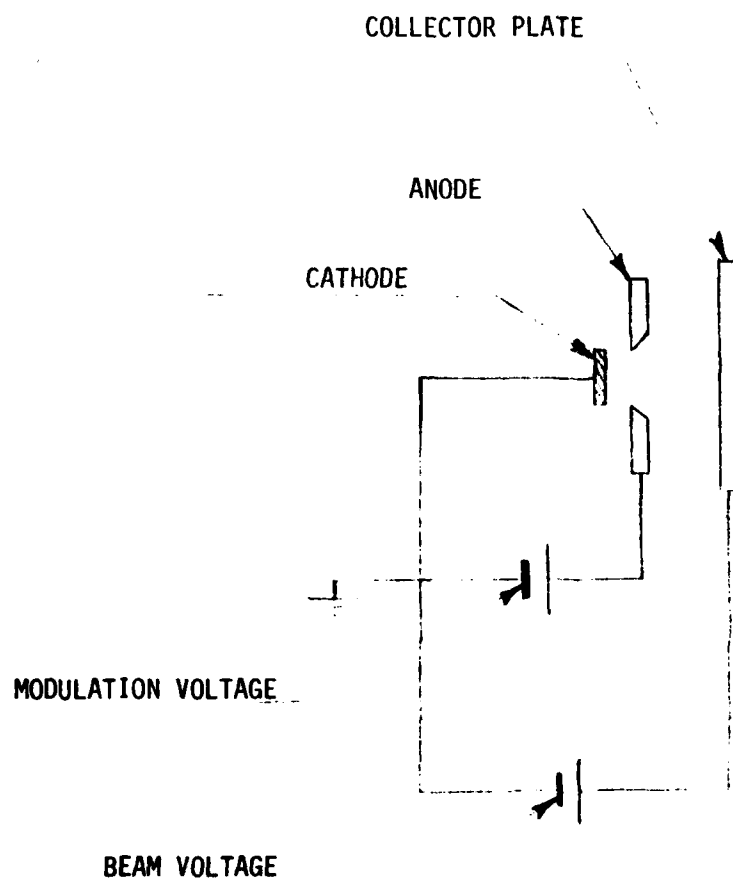 COLLECTOR PLATE
ANODE
CATHODE
MODULATION VOLTAGE
BEAM VOLTAGE